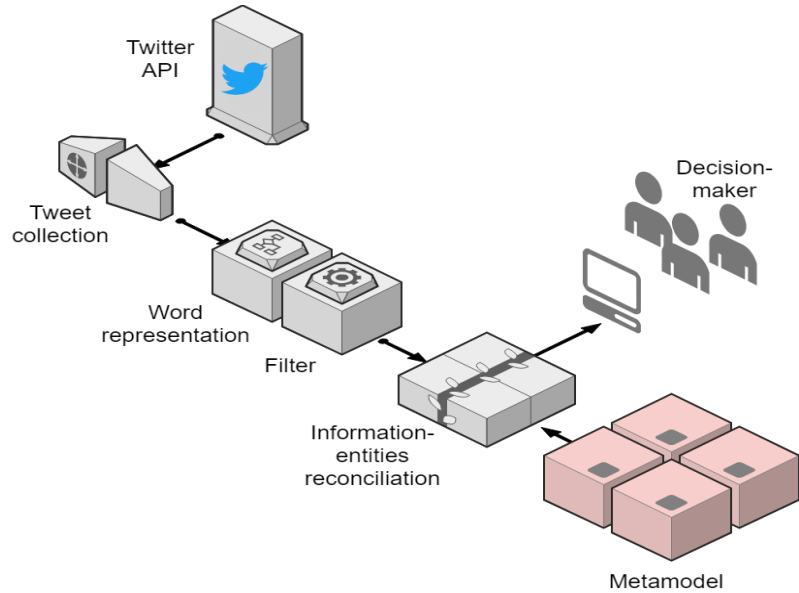 Twitter
API
Tweet
collection
Word
representation
Filter
Information-
entities
reconciliation
Decision-
maker
Metamodel